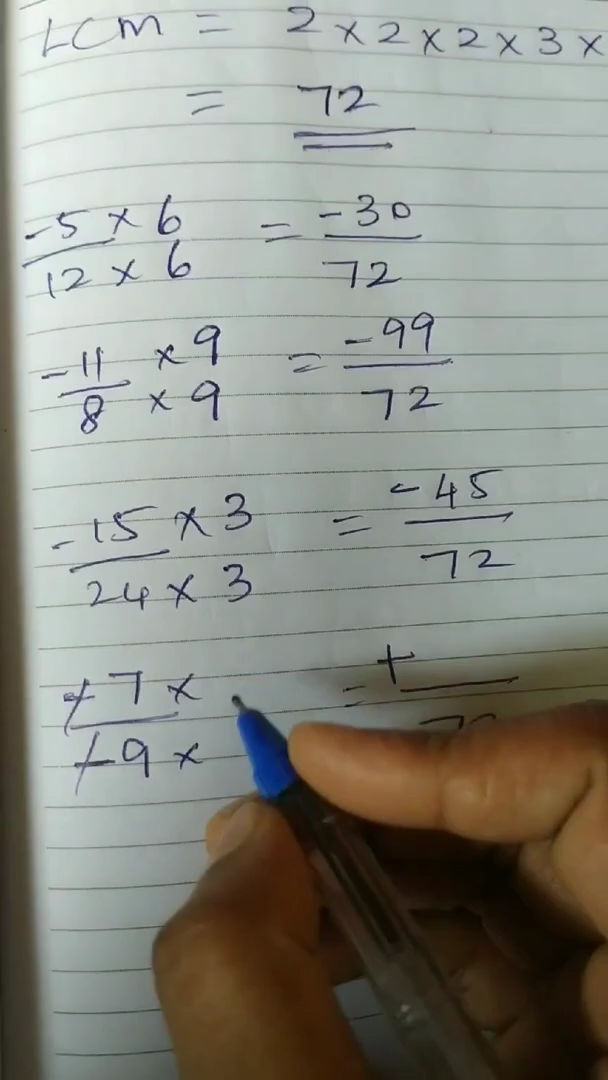 LCM = 2 × 2 × 2 × 3 ×
= 72
-5 × 6 / 12 × 6 = -30 / 72
-11 × 9 / 8 × 9 = -99 / 72
-15 × 3 / 24 × 3 = -45 / 72
-7 × / -9 × = + / 72